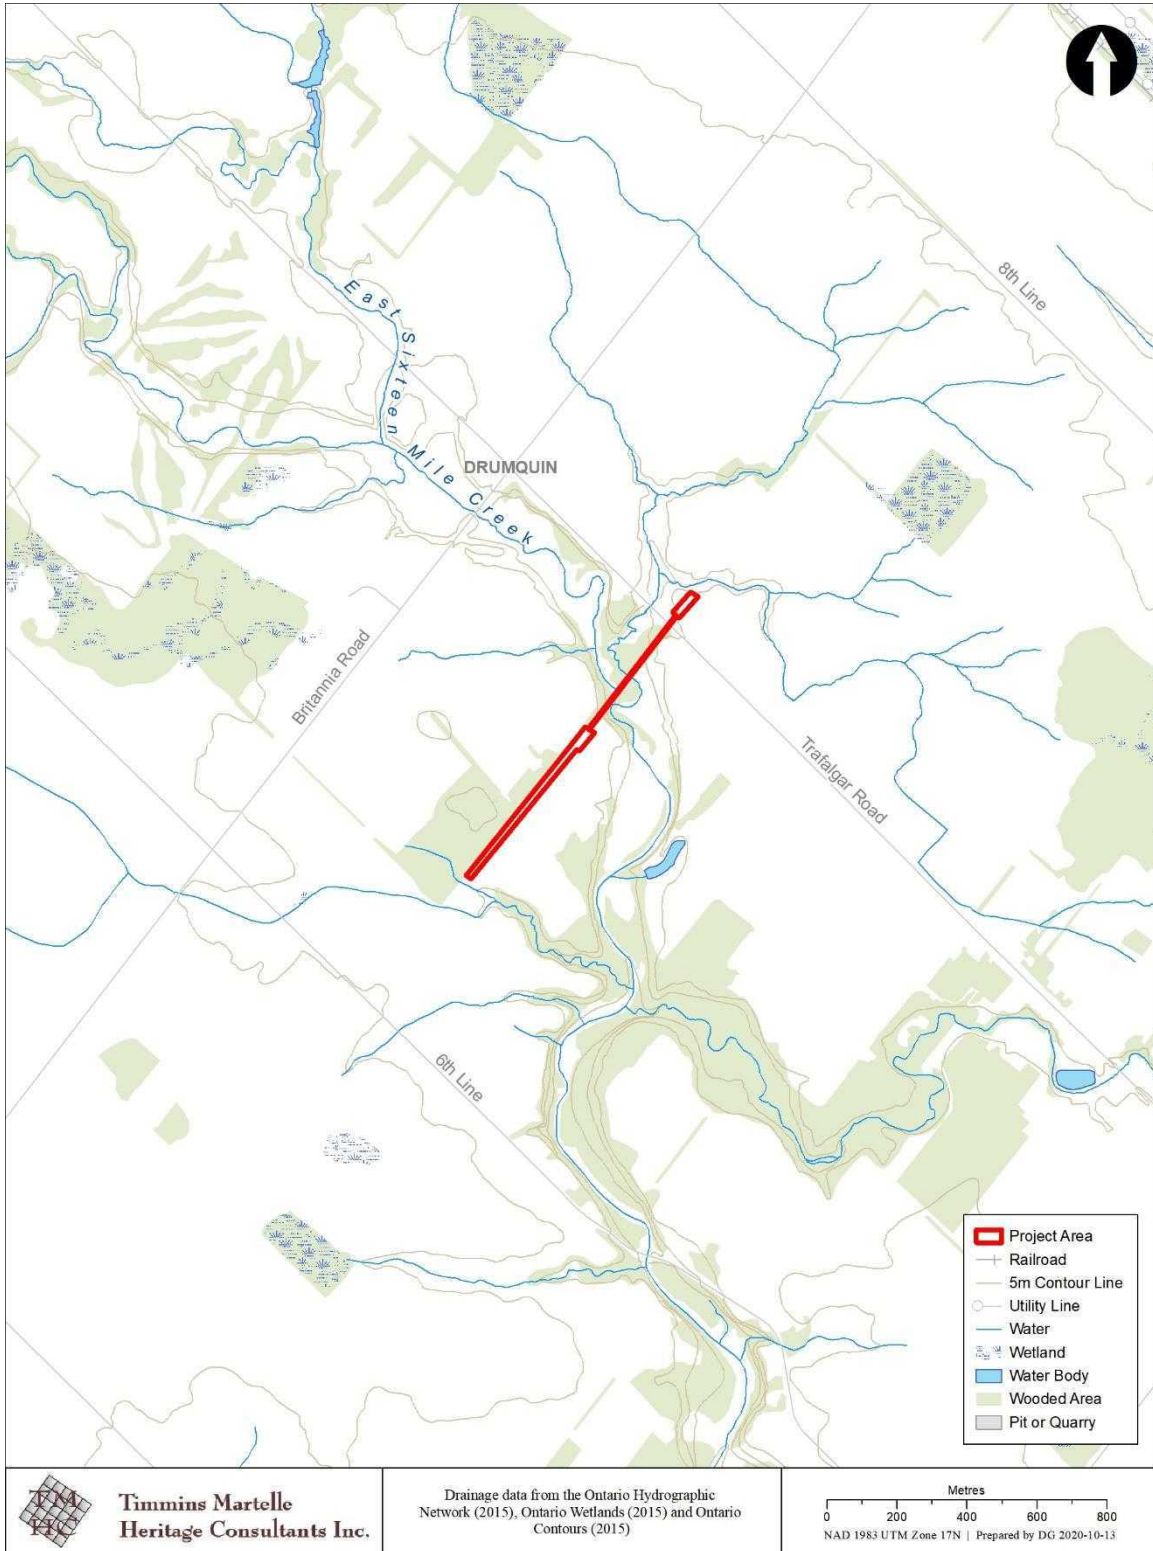 8th Line
East Sixteen Mile Creek
DRUMQUIN
Britannia Road
Trafalgar Road
6th Line
Project Area
Railroad
5m Contour Line
Utility Line
Water
Wetland
Water Body
Wooded Area
Pit or Quarry
TM
HC
Timmins Martelle
Heritage Consultants Inc.
Drainage data from the Ontario Hydrographic
Network (2015), Ontario Wetlands (2015) and Ontario
Contours (2015)
Metres
0 200 400 600 800
NAD 1983 UTM Zone 17N | Prepared by DG 2020-10-13